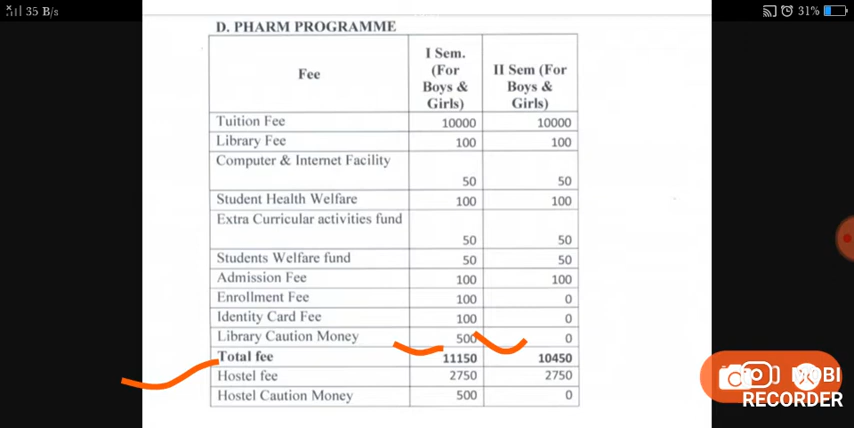 35 B/s
31%
D. PHARM PROGRAMME
Fee I Sem. (For Boys & Girls) II Sem (For Boys & Girls)
Tuition Fee 10000 10000
Library Fee 100 100
Computer & Internet Facility 50 50
Student Health Welfare 100 100
Extra Curricular activities fund 50 50
Students Welfare fund 50 50
Admission Fee 100 100
Enrollment Fee 100 0
Identity Card Fee 100 0
Library Caution Money 500 0
Total fee 11150 10450
Hostel fee 2750 2750
Hostel Caution Money 500 0
RECORDER